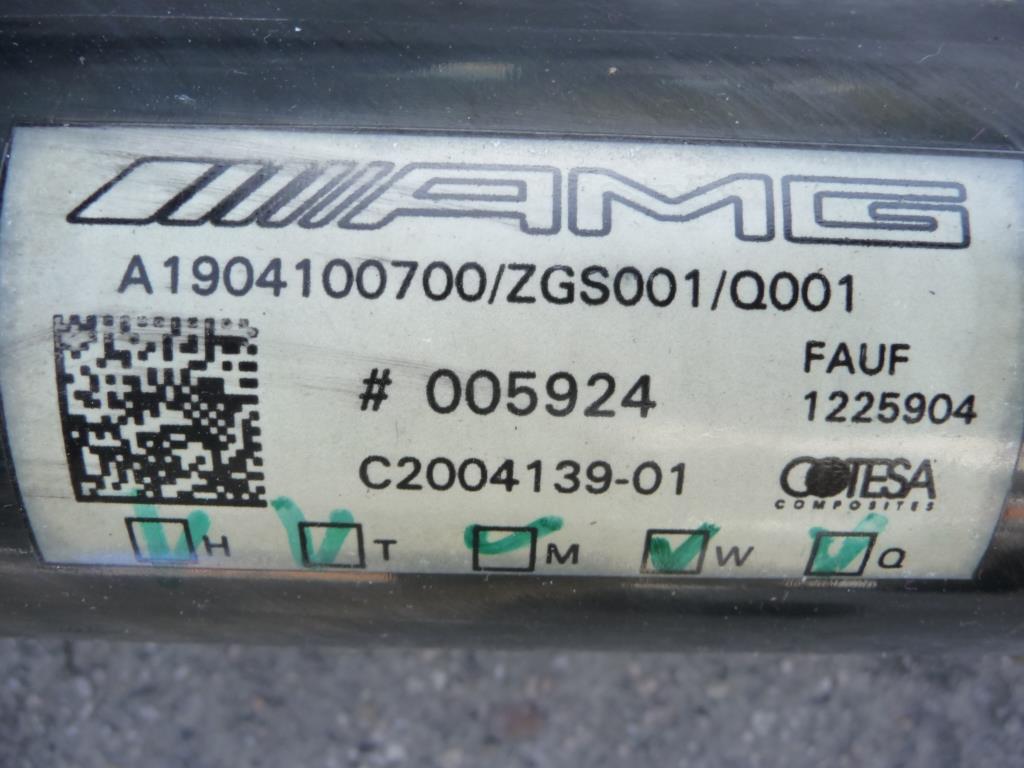 AMG
A1904100700/ZGS001/Q001
# 005924
FAUF
1225904
C2004139-01
COTESA
COMPOSITES
H T M W Q